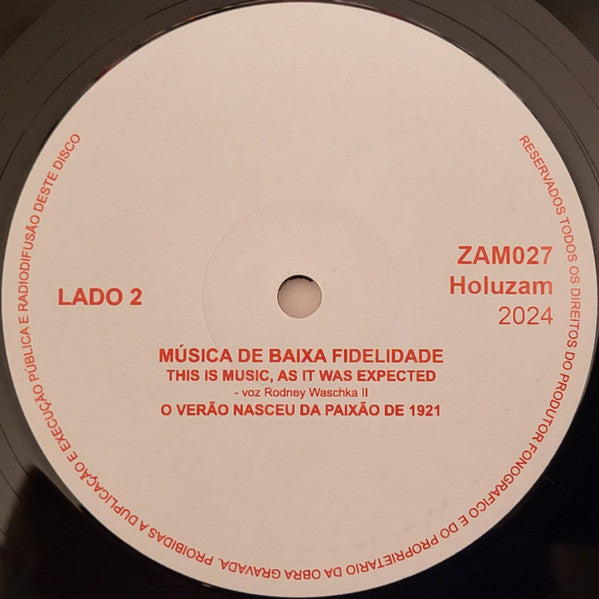 LADO 2
ZAM027
Holuzam
2024
MÚSICA DE BAIXA FIDELIDADE
THIS IS MUSIC, AS IT WAS EXPECTED
- voz Rodney Waschka II
O VERÃO NASCEU DA PAIXÃO DE 1921
RESERVADOS TODOS OS DIREITOS DO PRODUTOR FONOGRAFICO E DO PROPRIETARIO DA OBRA GRAVADA. PROIBIDAS A DUPLICAÇÃO E EXECUÇÃO PÚBLICA E RADIODIFUSÃO DESTE DISCO